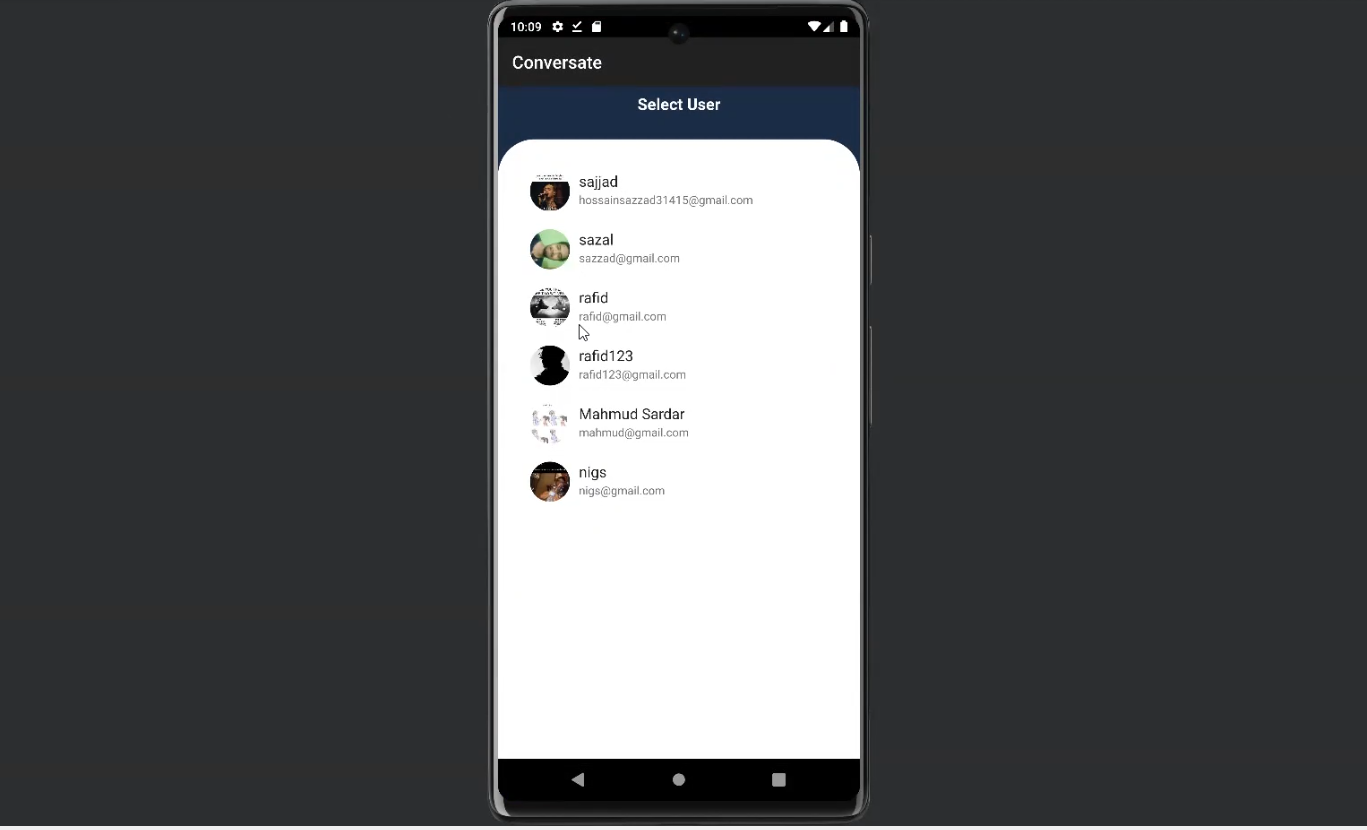 10:09
Conversate
Select User
sajjad
hossainsazzad31415@gmail.com
sazal
sazzad@gmail.com
rafid
rafid@gmail.com
rafid123
rafid123@gmail.com
Mahmud Sardar
mahmud@gmail.com
nigs
nigs@gmail.com